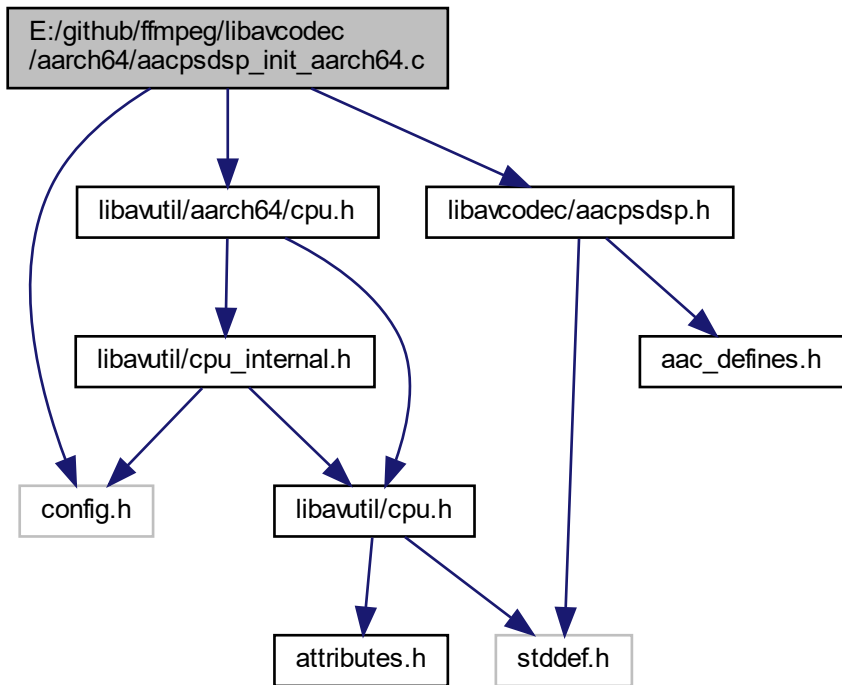 E:/github/ffmpeg/libavcodec
/aarch64/aacpsdsp_init_aarch64.c
libavutil/aarch64/cpu.h
libavcodec/aacpsdsp.h
libavutil/cpu_internal.h
aac_defines.h
config.h
libavutil/cpu.h
attributes.h
stddef.h